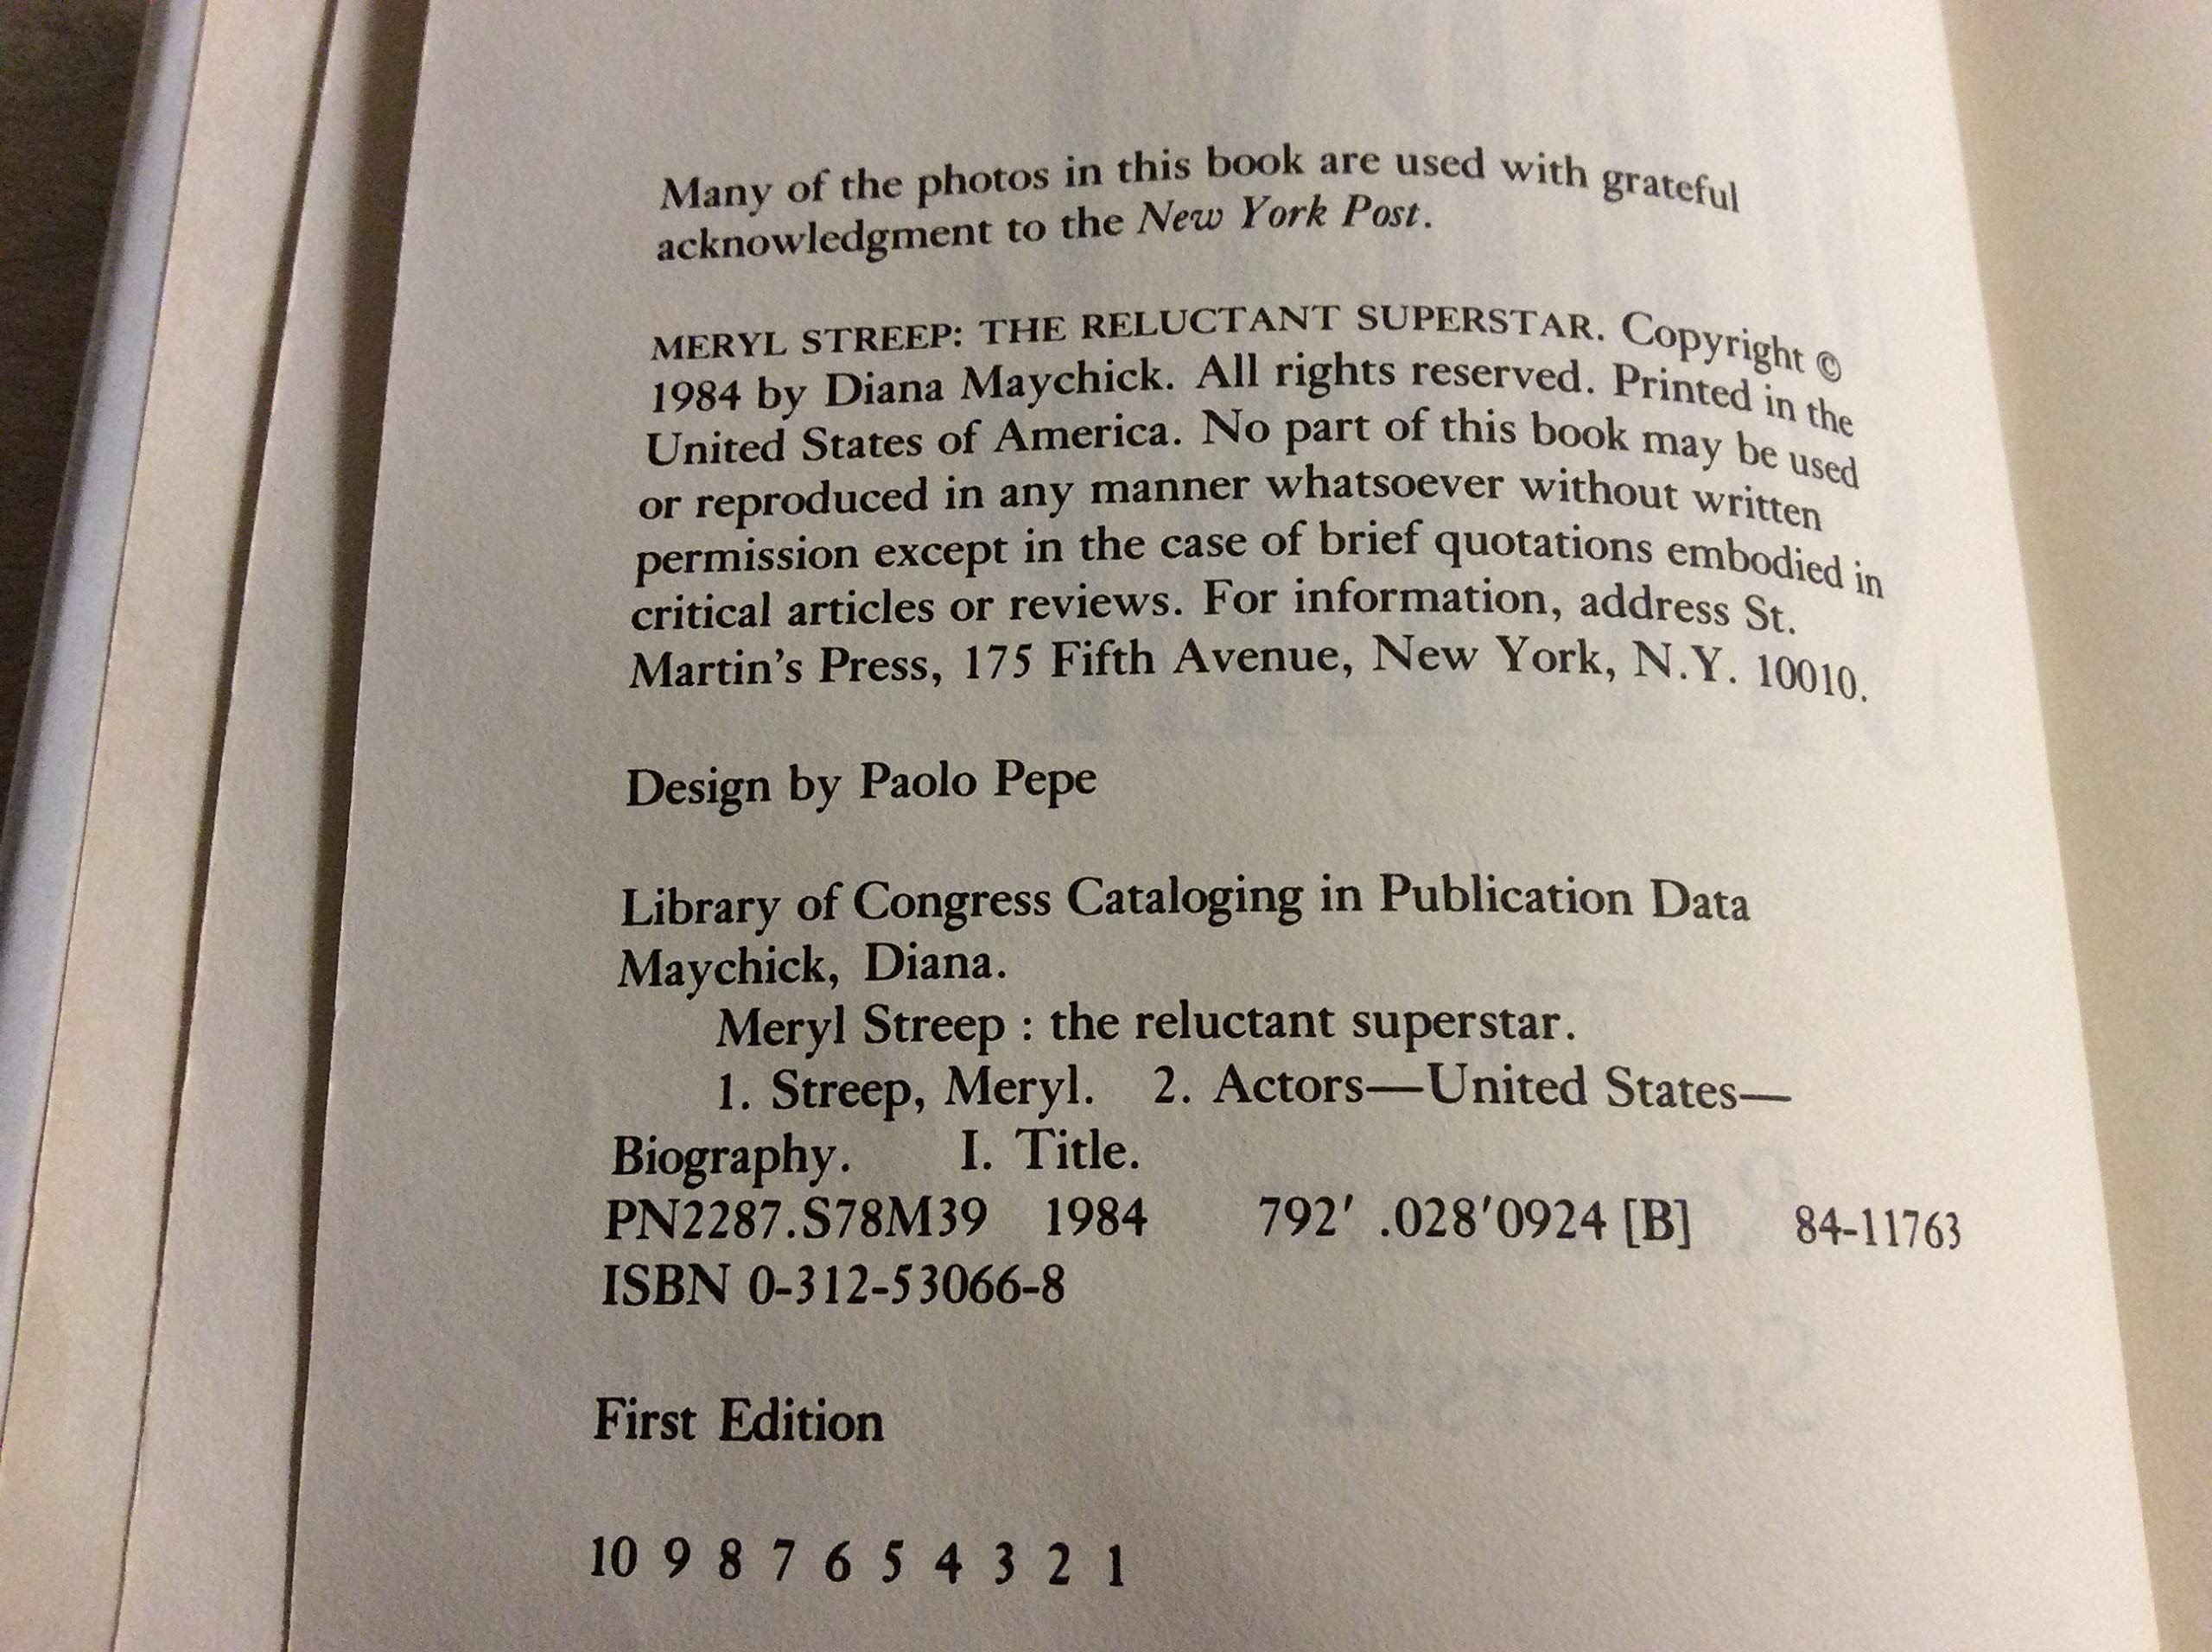 Many of the photos in this book are used with grateful
acknowledgment to the New York Post.
MERYL STREEP: THE RELUCTANT SUPERSTAR. Copyright ©
1984 by Diana Maychick. All rights reserved. Printed in the
United States of America. No part of this book may be used
or reproduced in any manner whatsoever without written
permission except in the case of brief quotations embodied in
critical articles or reviews. For information, address St.
Martin's Press, 175 Fifth Avenue, New York, N.Y. 10010.
Design by Paolo Pepe
Library of Congress Cataloging in Publication Data
Maychick, Diana.
Meryl Streep : the reluctant superstar.
1. Streep, Meryl. 2. Actors—United States—
Biography. I. Title.
PN2287.S78M39 1984 792′ .028′0924 [B] 84-11763
ISBN 0-312-53066-8
First Edition
10 9 8 7 6 5 4 3 2 1